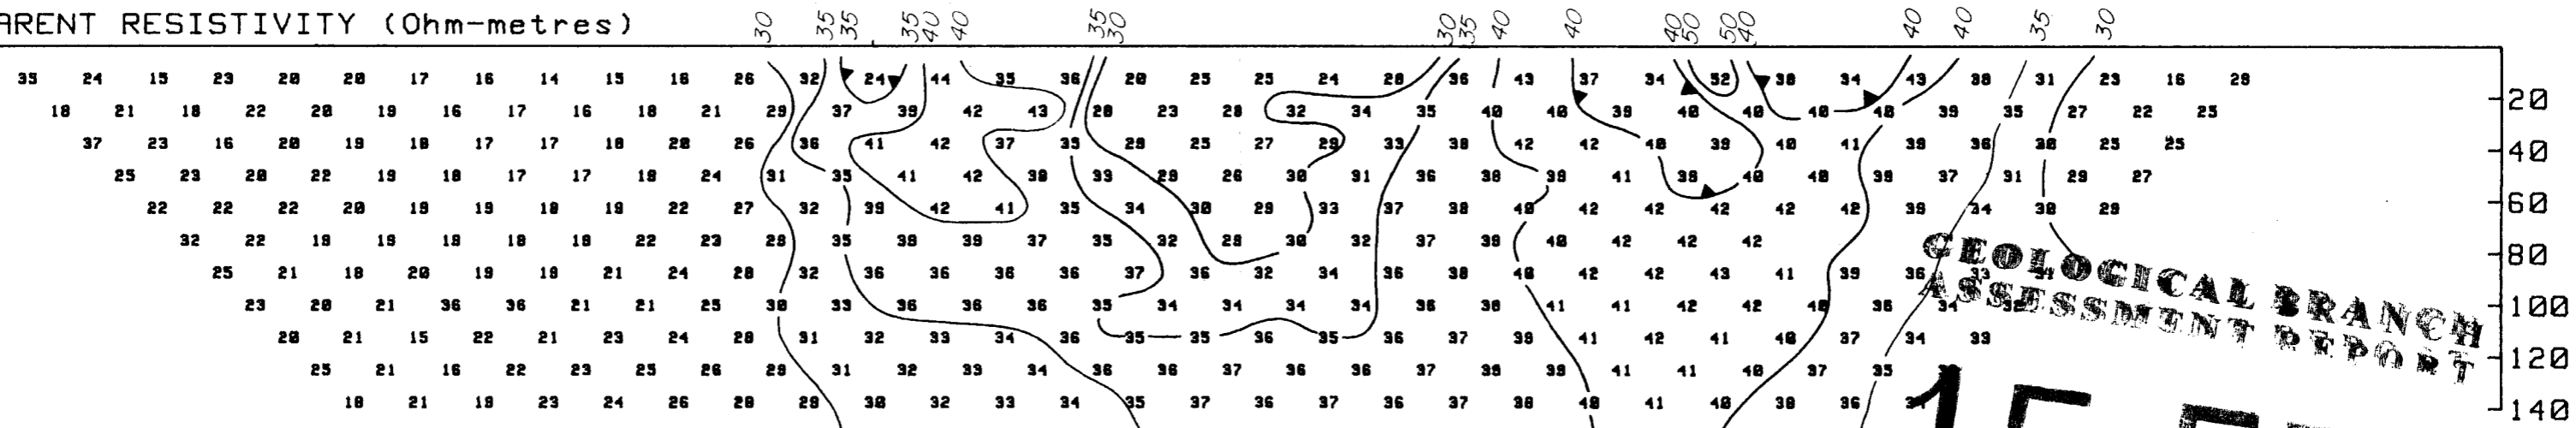 ARENT RESISTIVITY (Ohm-metres)
30 35 35 35 40 40 35 30 30 35 40 40 40 50 50 40 40 40 35 30
35 24 15 23 20 20 17 16 14 15 18 26 32 24 44 35 36 20 25 25 24 28 36 43 37 34 52 38 34 43 38 31 23 16 28
18 21 18 22 20 19 16 17 16 18 21 29 37 39 42 43 28 23 28 32 34 35 40 40 39 40 40 40 40 39 35 27 22 25
20
37 23 16 20 19 18 17 17 18 20 26 36 41 42 37 35 29 25 27 29 33 38 42 42 40 39 40 41 39 36 30 25 25
40
25 23 20 22 19 18 17 17 18 24 31 35 41 42 38 33 29 26 30 31 36 38 39 41 39 40 40 39 37 31 29 27
22 22 22 20 19 19 18 19 22 27 32 39 42 41 35 34 30 29 33 37 38 40 42 42 42 42 42 39 34 30 29
60
32 22 19 19 18 18 18 22 23 28 35 38 39 37 35 32 28 30 32 37 39 40 42 42 42
80
25 21 18 20 19 18 21 24 28 32 36 36 36 36 37 36 32 34 36 38 40 42 42 43 41 39 36 33 31
23 20 21 36 36 21 21 25 30 33 36 36 36 35 34 34 34 34 36 38 41 41 42 42 40 38 34
100
20 21 15 22 21 23 24 28 31 32 33 34 36 35 35 36 35 36 37 39 41 42 41 40 37 34 33
120
25 21 16 22 23 25 26 29 31 32 33 34 36 36 37 36 36 37 39 39 41 41 40 37 35
18 21 19 23 24 26 28 29 30 32 33 34 35 37 36 37 36 37 38 40 41 40 38 36
140
GEOLOGICAL BRANCH
ASSESSMENT REPORT